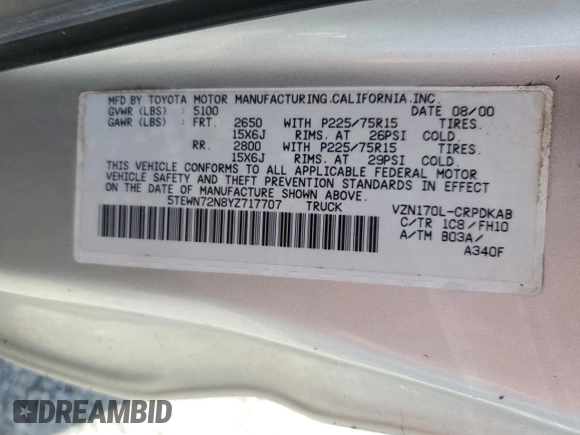 MFD BY TOYOTA MOTOR MANUFACTURING.CALIFORNIA.INC.
GVWR (LBS) : 5100 DATE 08/00
GAWR (LBS) : FRT. 2650 WITH P225/75R15 TIRES.
15X6J RIMS. AT 26PSI COLD.
RR. 2800 WITH P225/75R15 TIRES.
15X6J RIMS. AT 29PSI COLD.
THIS VEHICLE CONFORMS TO ALL APPLICABLE FEDERAL MOTOR
VEHICLE SAFETY AND THEFT PREVENTION STANDARDS IN EFFECT
ON THE DATE OF MANUFACTURE SHOWN ABOVE.
5TEWN72N8YZ717707 TRUCK VZN170L-CRPDKAB
C/TR 1C8/FH10
A/TM B03A/
A340F
DREAMBID